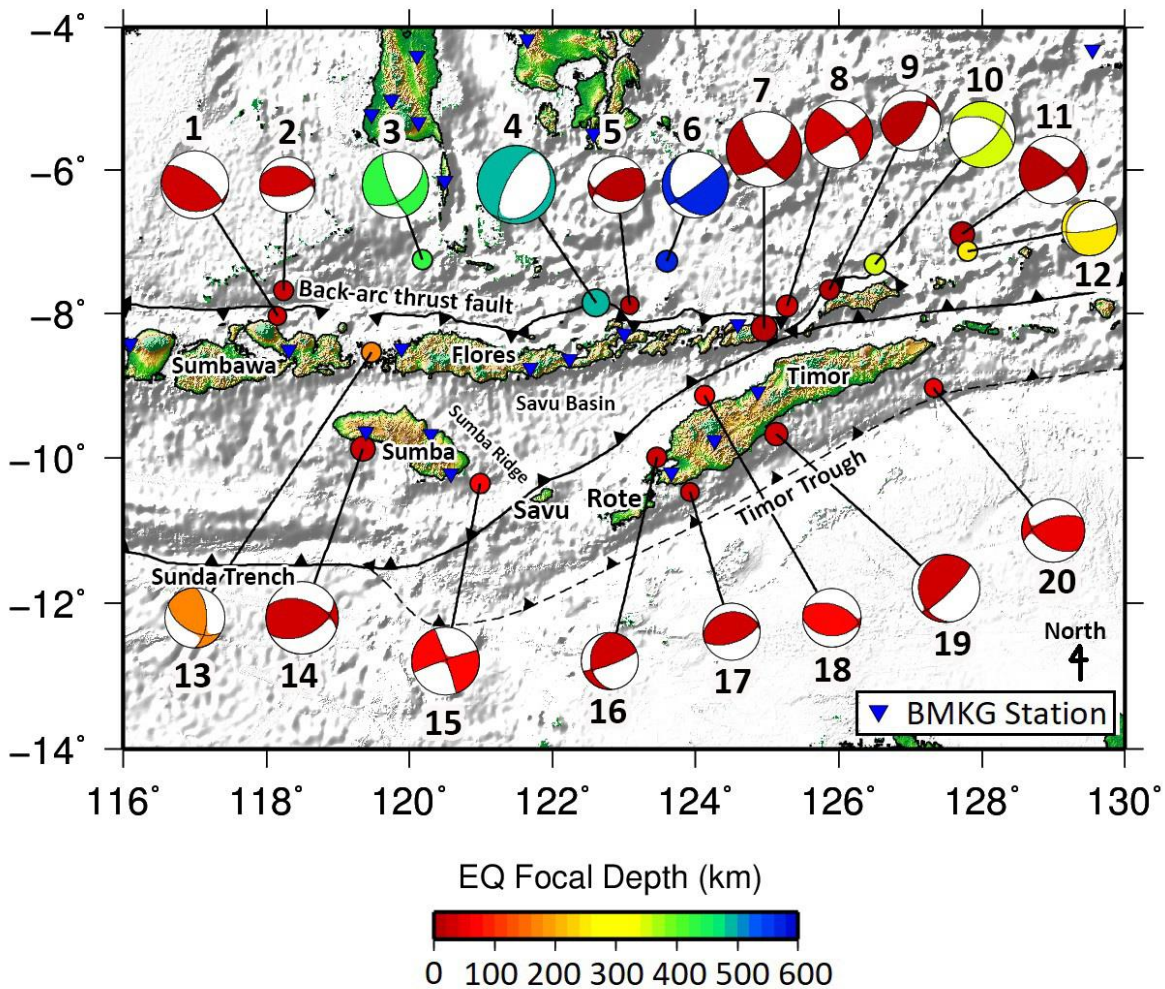 −4°
−6°
−8°
−10°
−12°
−14°
116°
118°
120°
122°
124°
126°
128°
130°
1
2
3
4
5
6
7
8
9
10
11
12
Back-arc thrust fault
Sumbawa
Flores
Timor
Savu Basin
Sumba Ridge
Sumba
Savu
Rote
Timor Trough
Sunda Trench
13
14
15
16
17
18
19
20
North
BMKG Station
EQ Focal Depth (km)
0 100 200 300 400 500 600